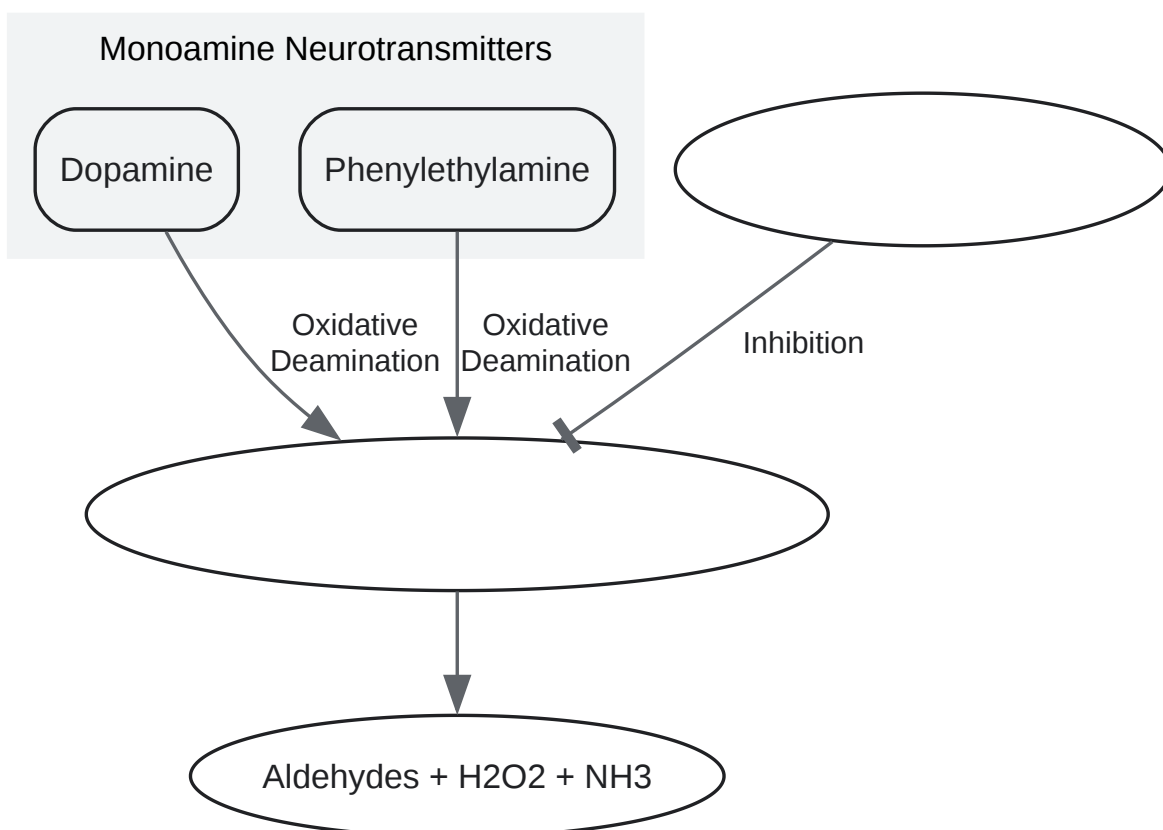 Monoamine Neurotransmitters
Dopamine
Phenylethylamine
Oxidative
Deamination
Oxidative
Deamination
Inhibition
Aldehydes + H2O2 + NH3